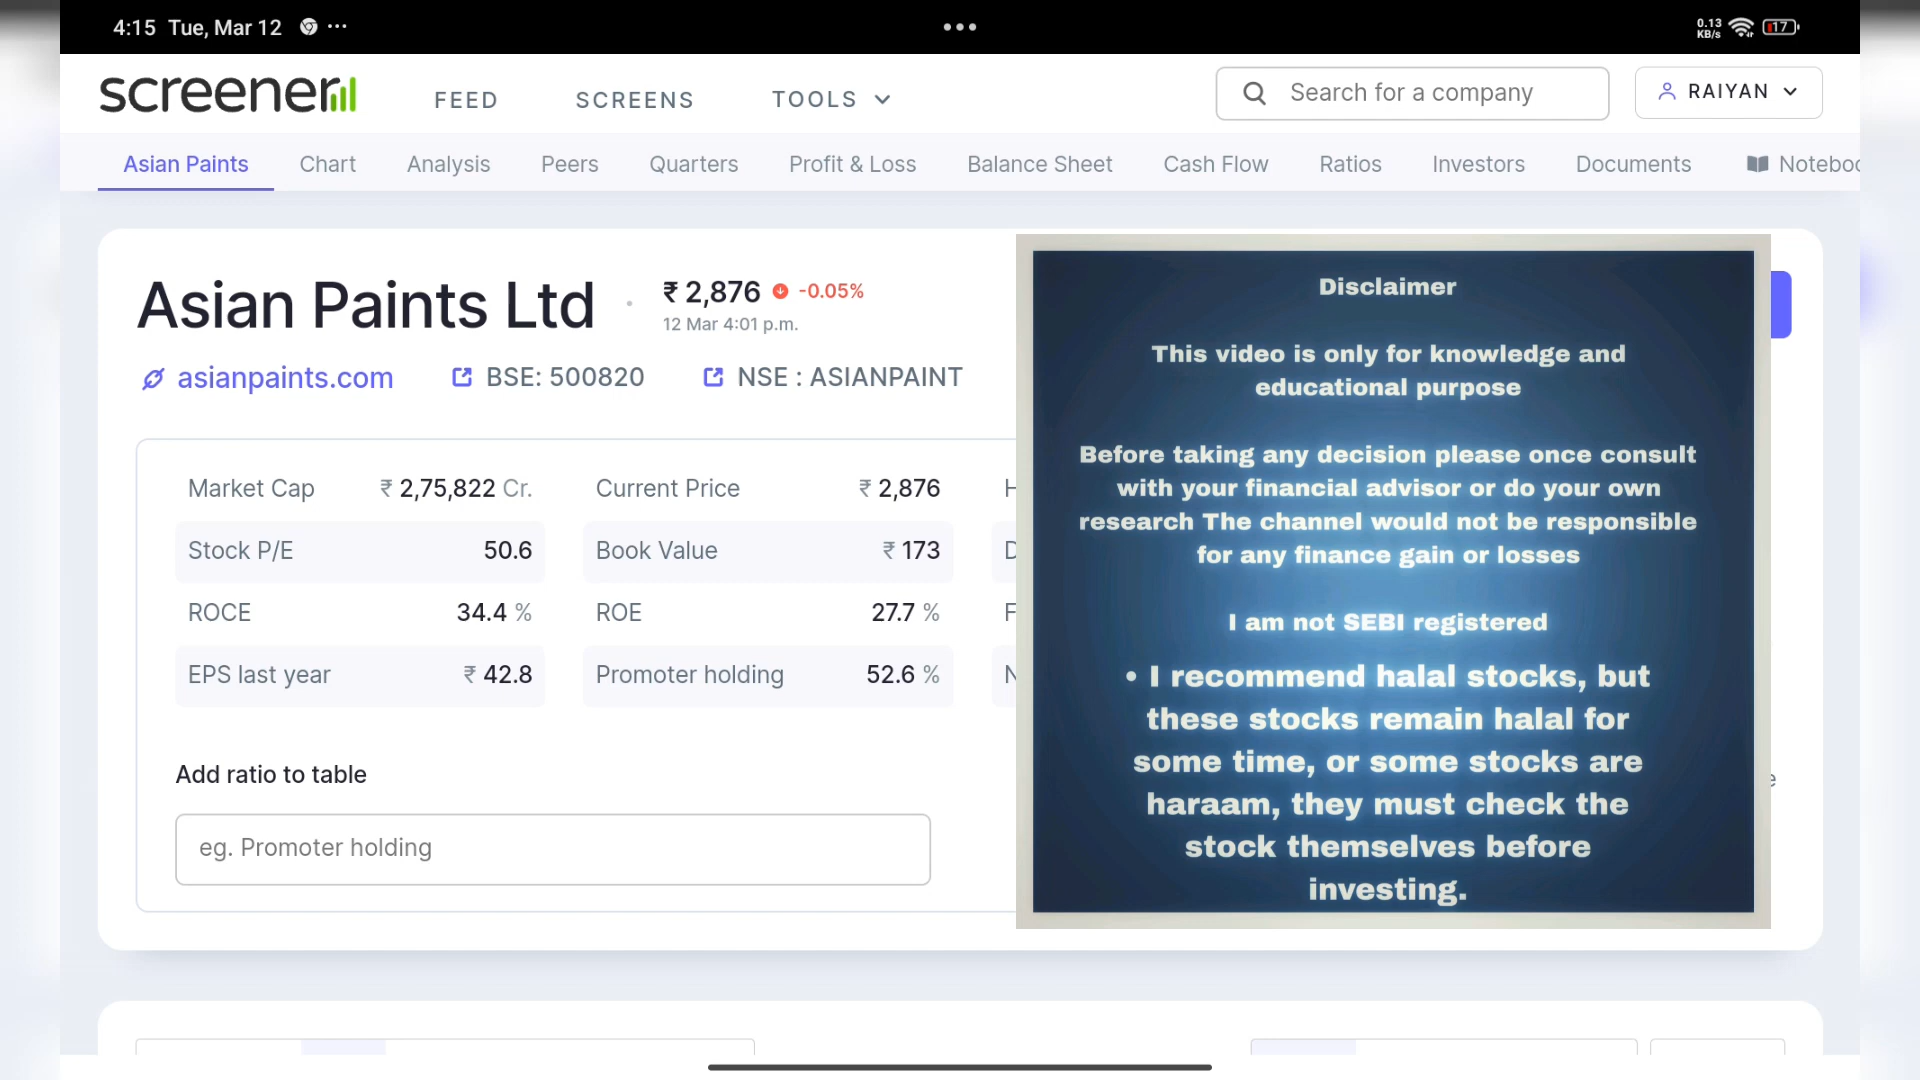 4:15 Tue, Mar 12
0.13 KB/s
17
screener
FEED
SCREENS
TOOLS
Search for a company
RAIYAN
Asian Paints
Chart
Analysis
Peers
Quarters
Profit & Loss
Balance Sheet
Cash Flow
Ratios
Investors
Documents
Noteboo
Asian Paints Ltd
₹ 2,876 -0.05%
12 Mar 4:01 p.m.
asianpaints.com
BSE: 500820
NSE : ASIANPAINT
Market Cap ₹ 2,75,822 Cr.
Current Price ₹ 2,876
Stock P/E 50.6
Book Value ₹ 173
ROCE 34.4 %
ROE 27.7 %
EPS last year ₹ 42.8
Promoter holding 52.6 %
Add ratio to table
eg. Promoter holding
Disclaimer
This video is only for knowledge and
educational purpose
Before taking any decision please once consult
with your financial advisor or do your own
research The channel would not be responsible
for any finance gain or losses
I am not SEBI registered
• I recommend halal stocks, but
these stocks remain halal for
some time, or some stocks are
haraam, they must check the
stock themselves before
investing.